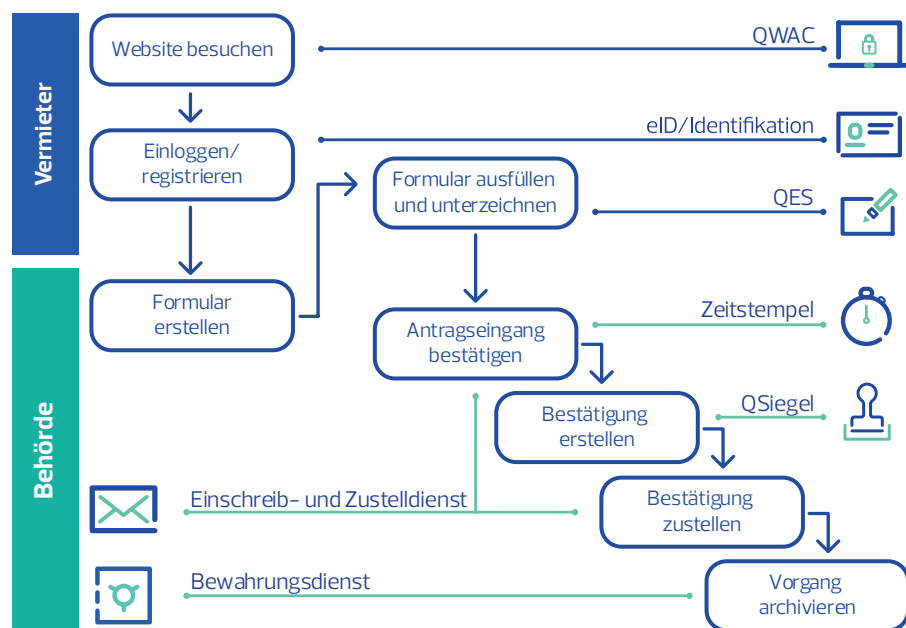 Vermieter
Website besuchen
QWAC
Einloggen/
registrieren
eID/Identifikation
Formular ausfüllen
und unterzeichnen
QES
Behörde
Formular
erstellen
Zeitstempel
Antragseingang
bestätigen
QSiegel
Bestätigung
erstellen
Einschreib- und Zustelldienst
Bestätigung
zustellen
Bewahrungsdienst
Vorgang
archivieren